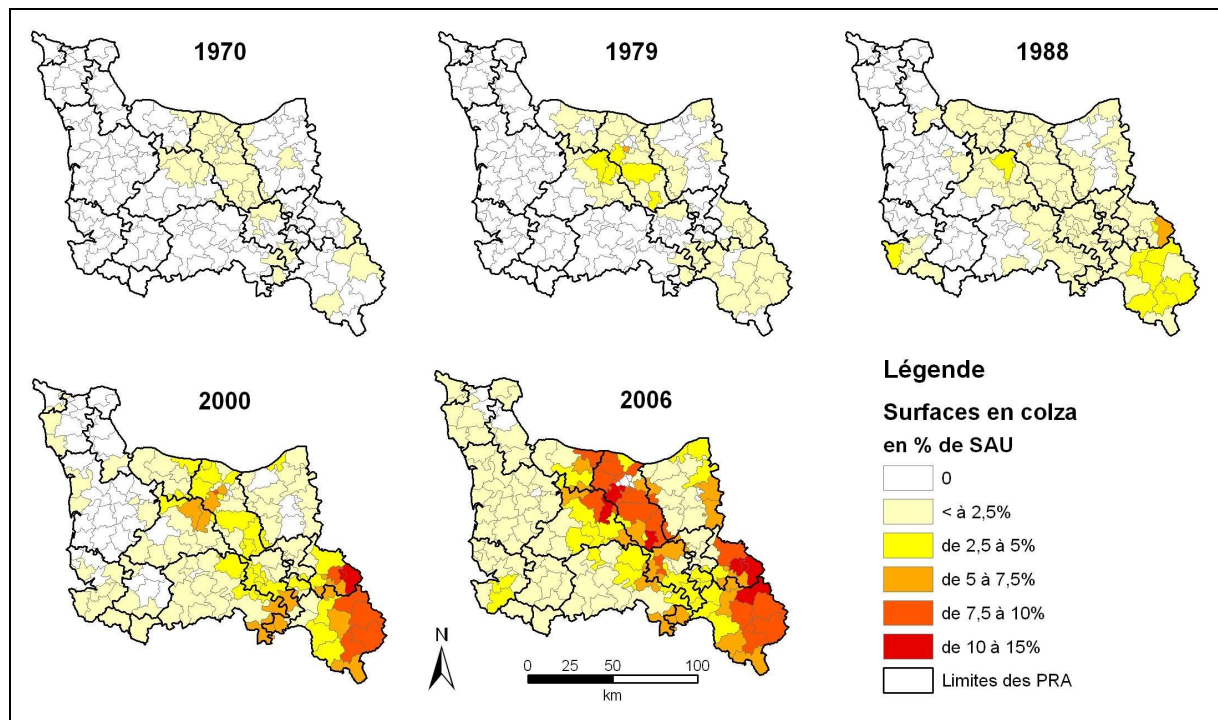 1970
1979
1988
2000
2006
Légende
Surfaces en colza
en % de SAU
0
< à 2,5%
de 2,5 à 5%
de 5 à 7,5%
de 7,5 à 10%
de 10 à 15%
Limites des PRA
N
0 25 50 100
km